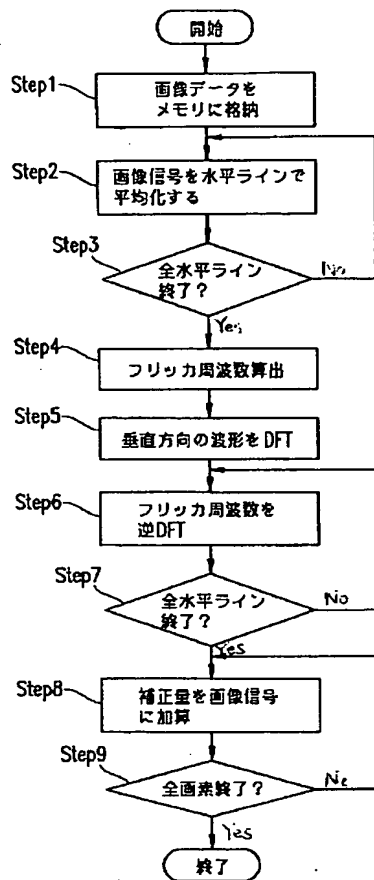 開始
Step1
画像データを
メモリに格納
Step2
画像信号を水平ラインで
平均化する
Step3
全水平ライン
終了?
No
Yes
Step4
フリッカ周波数算出
Step5
垂直方向の波形をDFT
Step6
フリッカ周波数を
逆DFT
Step7
全水平ライン
終了?
No
Yes
Step8
補正量を画像信号
に加算
Step9
全画素終了?
No
Yes
終了